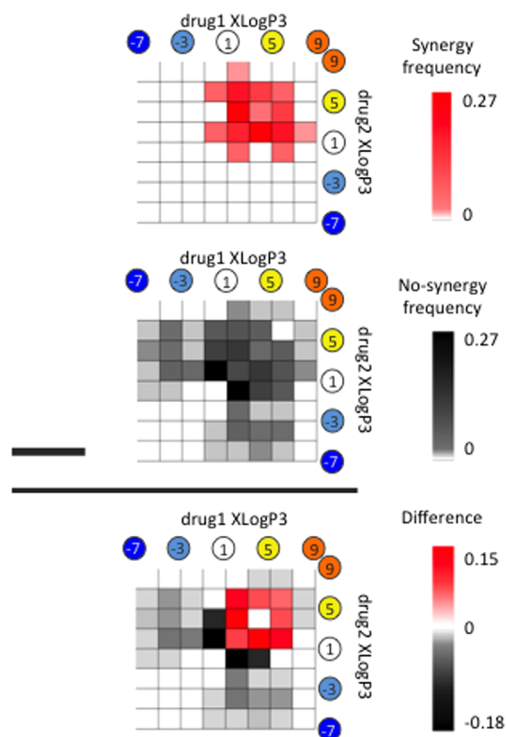 drug1 XLogP3
-7 -3 1 5 9
9
5
1
-3
-7
drug2 XLogP3
Synergy
frequency
0.27
0
drug1 XLogP3
-7 -3 1 5 9
9
5
1
-3
-7
drug2 XLogP3
No-synergy
frequency
0.27
0
drug1 XLogP3
-7 -3 1 5 9
9
5
1
-3
-7
drug2 XLogP3
Difference
0.15
0
-0.18